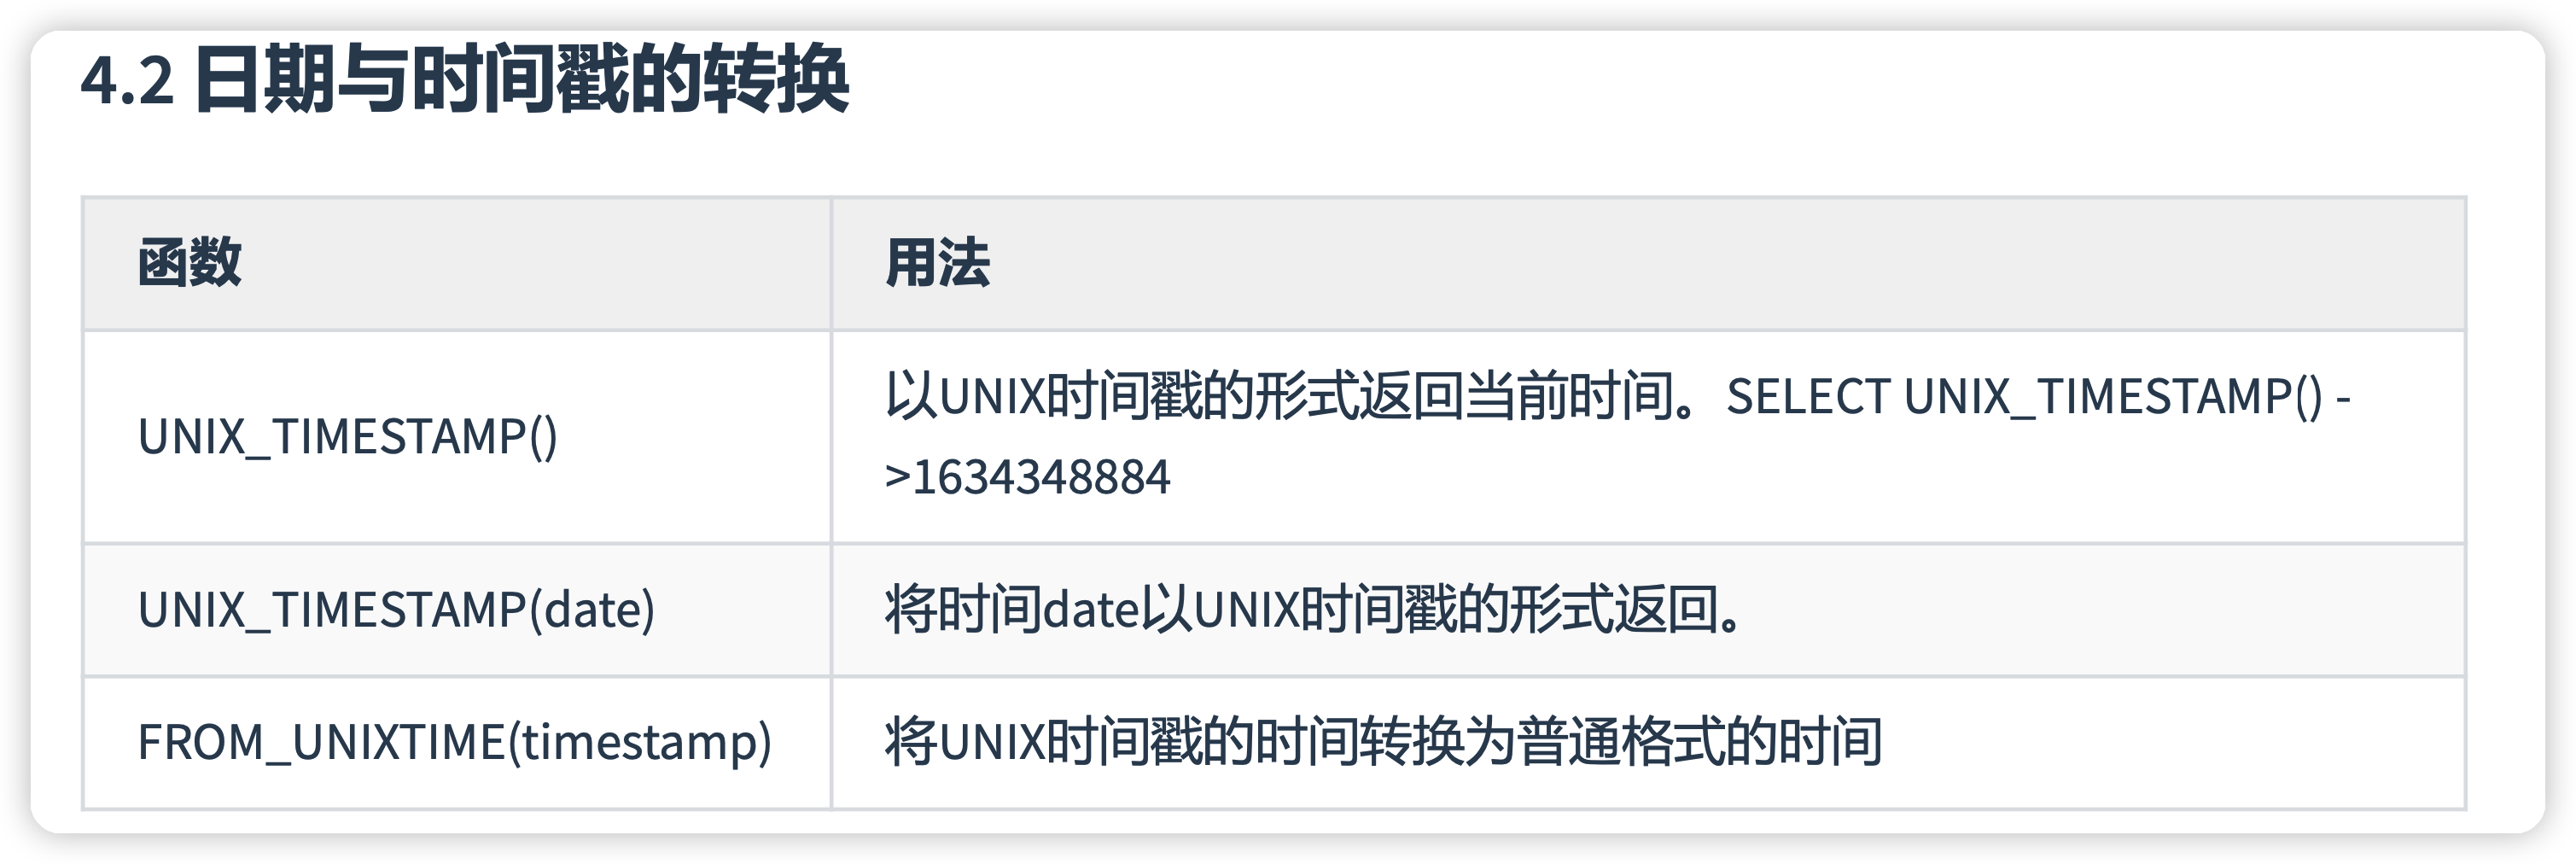 4.2 日期与时间戳的转换
函数
用法
UNIX_TIMESTAMP()
以UNIX时间戳的形式返回当前时间。SELECT UNIX_TIMESTAMP() -
>1634348884
UNIX_TIMESTAMP(date)
将时间date以UNIX时间戳的形式返回。
FROM_UNIXTIME(timestamp)
将UNIX时间戳的时间转换为普通格式的时间